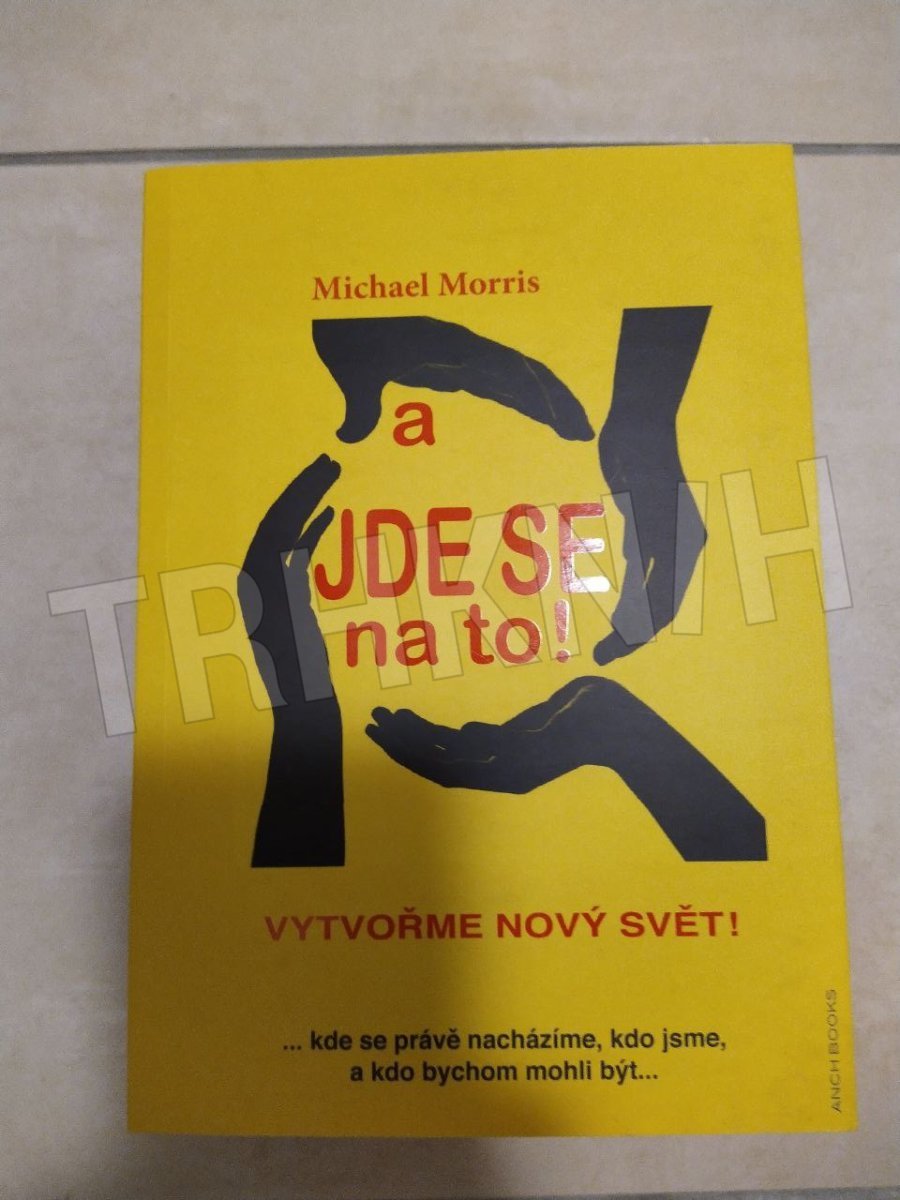 Michael Morris
a
JDE SE
na to!
TRHKNIH
VYTVOŘME NOVÝ SVĚT!
... kde se právě nacházíme, kdo jsme,
a kdo bychom mohli být...
ANCH BOOKS